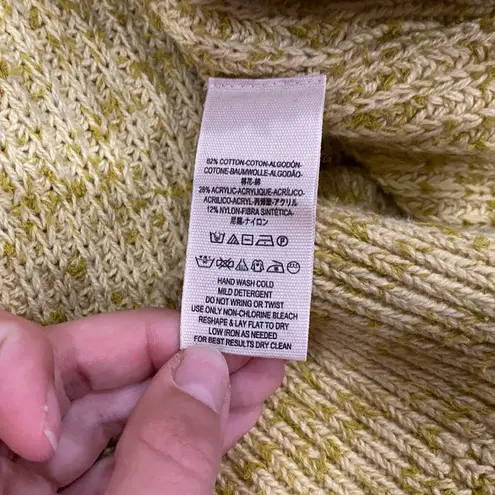 62% COTTON-COTON-ALGODÓN-
COTONE-BAUMWOLLE-ALGODÃO
棉花-綿
26% ACRYLIC-ACRYLIQUE-ACRÍLICO-
ACRILICO-ACRYL-再頻酸-アクリル
12% NYLON-FIBRA SINTÉTICA-
尼龍-ナイロン
HAND WASH COLD
MILD DETERGENT
DO NOT WRING OR TWIST
USE ONLY NON-CHLORINE BLEACH
RESHAPE & LAY FLAT TO DRY
LOW IRON AS NEEDED
FOR BEST RESULTS DRY CLEAN